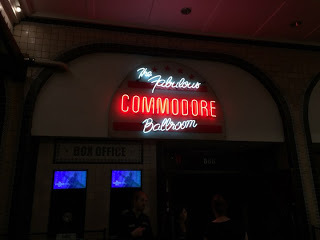 The
Fabulous
COMMODORE
Ballroom
BOX OFFICE